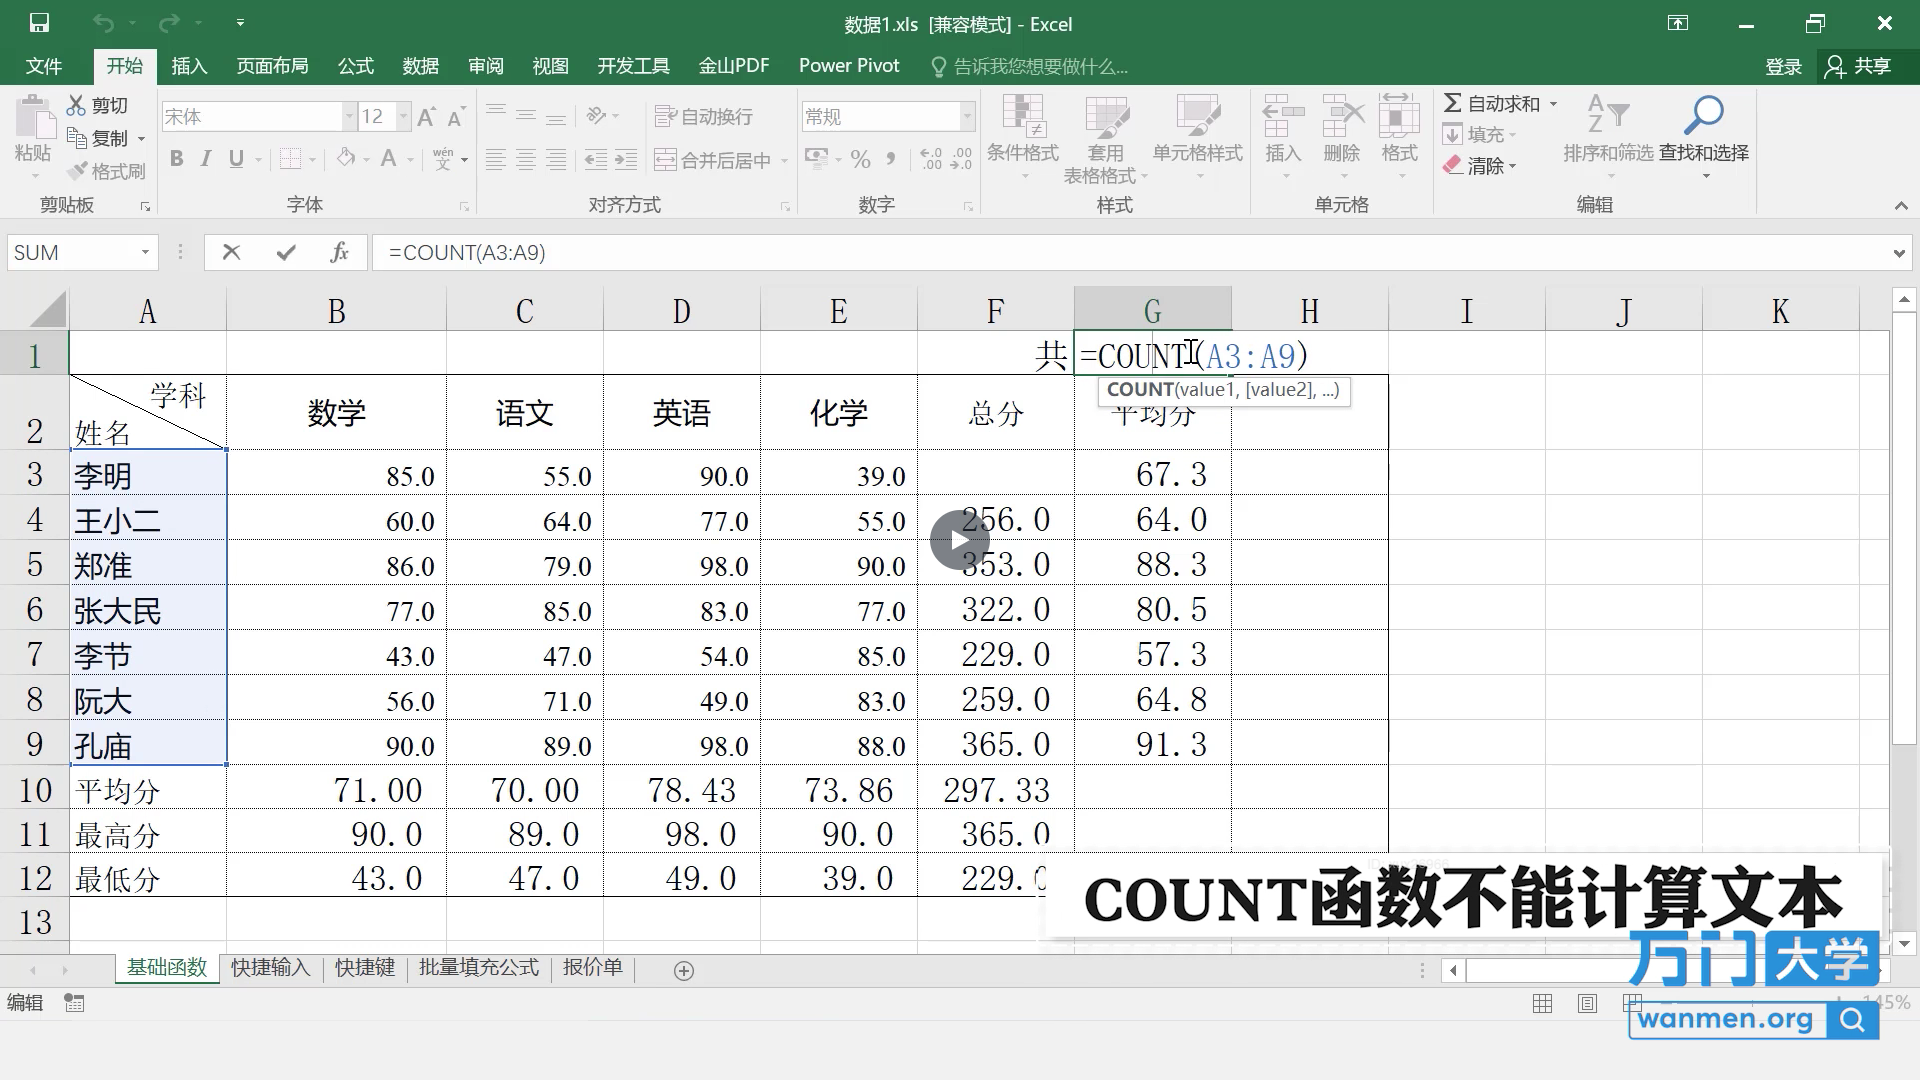 数据1.xls [兼容模式] - Excel
文件 开始 插入 页面布局 公式 数据 审阅 视图 开发工具 金山PDF Power Pivot 告诉我您想要做什么... 登录 共享
剪切 宋体 12 自动换行 常规 自动求和
复制 填充
粘贴 格式刷 B I U A wén 文 合并后居中 % 条件格式 套用 单元格样式 插入 删除 格式 清除 排序和筛选 查找和选择
表格格式
剪贴板 字体 对齐方式 数字 样式 单元格 编辑
SUM fx =COUNT(A3:A9)
A B C D E F G H I J K
1 共 =COUNT(A3:A9)
COUNT(value1, [value2], ...)
学科
2 姓名 数学 语文 英语 化学 总分 平均分
3 李明 85.0 55.0 90.0 39.0 67.3
4 王小二 60.0 64.0 77.0 55.0 256.0 64.0
5 郑准 86.0 79.0 98.0 90.0 353.0 88.3
6 张大民 77.0 85.0 83.0 77.0 322.0 80.5
7 李节 43.0 47.0 54.0 85.0 229.0 57.3
8 阮大 56.0 71.0 49.0 83.0 259.0 64.8
9 孔庙 90.0 89.0 98.0 88.0 365.0 91.3
10 平均分 71.00 70.00 78.43 73.86 297.33
11 最高分 90.0 89.0 98.0 90.0 365.0
12 最低分 43.0 47.0 49.0 39.0 229.0
13
COUNT函数不能计算文本
万门大学
基础函数 快捷输入 快捷键 批量填充公式 报价单
编辑 145%
wanmen.org